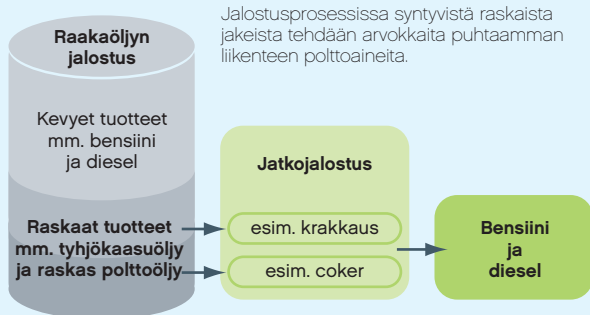 Jalostusprosessissa syntyvistä raskaista
jakeista tehdään arvokkaita puhtaamman
liikenteen polttoaineita.
Raakaöljyn
jalostus
Kevyet tuotteet
mm. bensiini
ja diesel
Raskaat tuotteet
mm. tyhjökaasuöljy
ja raskas polttoöljy
Jatkojalostus
esim. krakkaus
esim. coker
Bensiini
ja
diesel